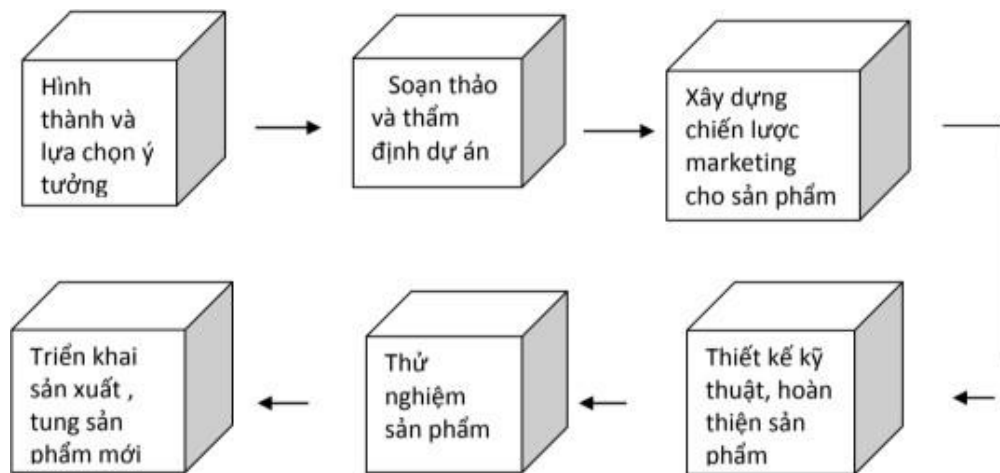 Hình
thành và
lựa chọn ý
tưởng
Soạn thảo
và thẩm
định dự án
Xây dựng
chiến lược
marketing
cho sản phẩm
Thiết kế kỹ
thuật, hoàn
thiện sản
phẩm
Thử
nghiệm
sản phẩm
Triển khai
sản xuất ,
tung sản
phẩm mới